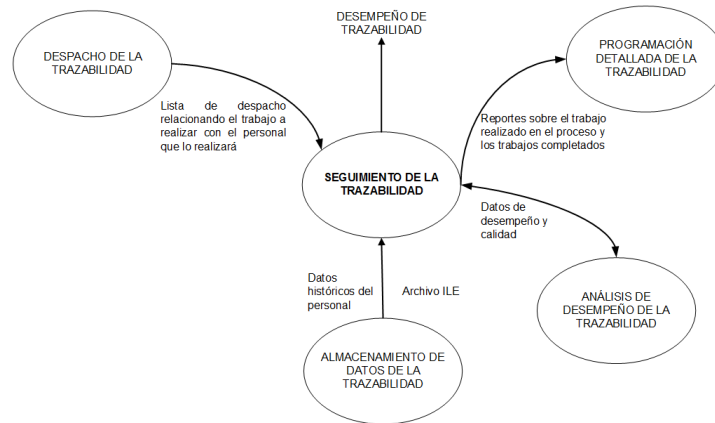 DESEMPEÑO DE
TRAZABILIDAD
DESPACHO DE LA
TRAZABILIDAD
PROGRAMACIÓN
DETALLADA DE LA
TRAZABILIDAD
Lista de despacho
relacionando el trabajo a
realizar con el personal
que lo realizará
Reportes sobre el trabajo
realizado en el proceso y
los trabajos completados
SEGUIMIENTO DE LA
TRAZABILIDAD
Datos de
desempeño y
calidad
Datos
históricos del
personal
Archivo ILE
ANÁLISIS DE
DESEMPEÑO DE LA
TRAZABILIDAD
ALMACENAMIENTO DE
DATOS DE LA
TRAZABILIDAD